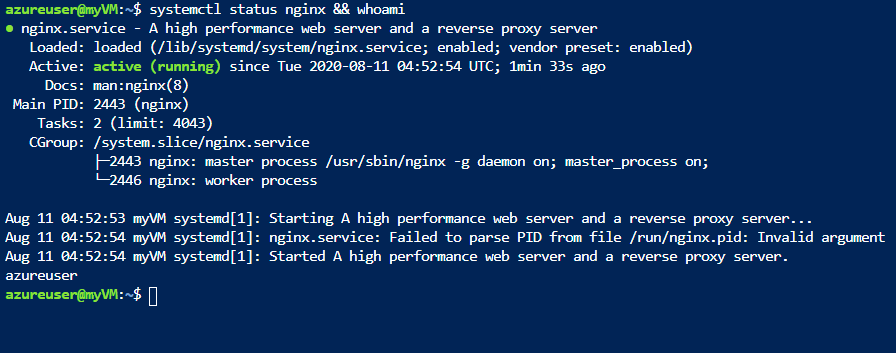 azureuser@myVM:~$ systemctl status nginx && whoami
● nginx.service - A high performance web server and a reverse proxy server
   Loaded: loaded (/lib/systemd/system/nginx.service; enabled; vendor preset: enabled)
   Active: active (running) since Tue 2020-08-11 04:52:54 UTC; 1min 33s ago
     Docs: man:nginx(8)
 Main PID: 2443 (nginx)
    Tasks: 2 (limit: 4043)
   CGroup: /system.slice/nginx.service
           ├─2443 nginx: master process /usr/sbin/nginx -g daemon on; master_process on;
           └─2446 nginx: worker process
Aug 11 04:52:53 myVM systemd[1]: Starting A high performance web server and a reverse proxy server...
Aug 11 04:52:54 myVM systemd[1]: nginx.service: Failed to parse PID from file /run/nginx.pid: Invalid argument
Aug 11 04:52:54 myVM systemd[1]: Started A high performance web server and a reverse proxy server.
azureuser
azureuser@myVM:~$